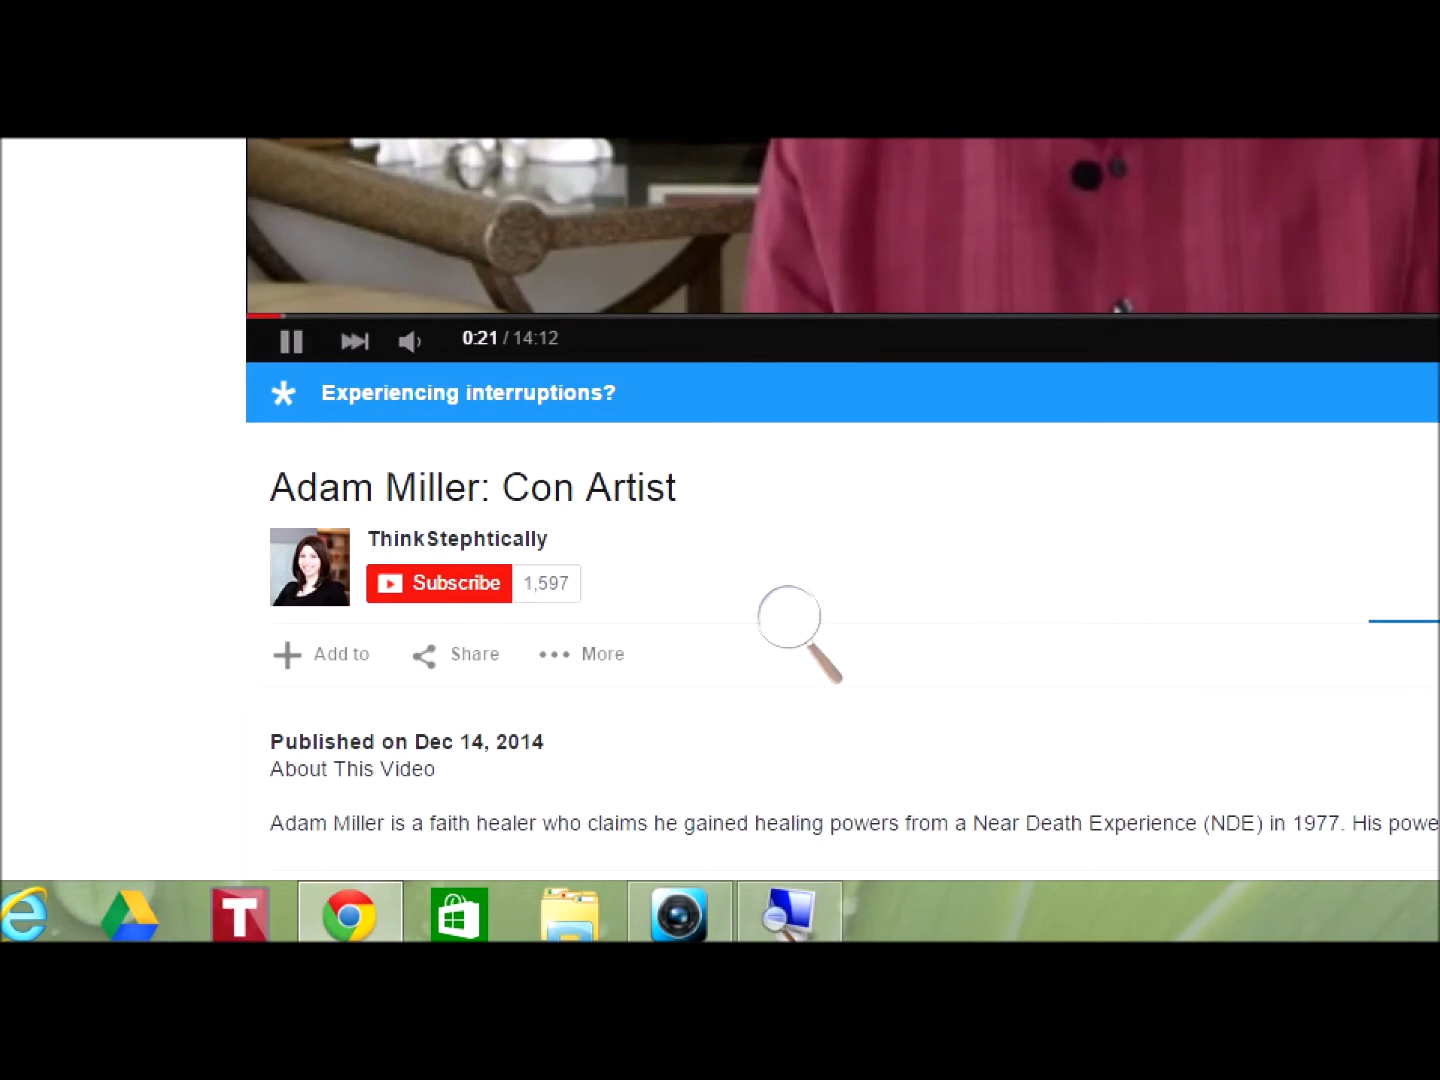 0:21 / 14:12
Experiencing interruptions?
Adam Miller: Con Artist
ThinkStephtically
Subscribe 1,597
Add to Share More
Published on Dec 14, 2014
About This Video
Adam Miller is a faith healer who claims he gained healing powers from a Near Death Experience (NDE) in 1977. His powe
T